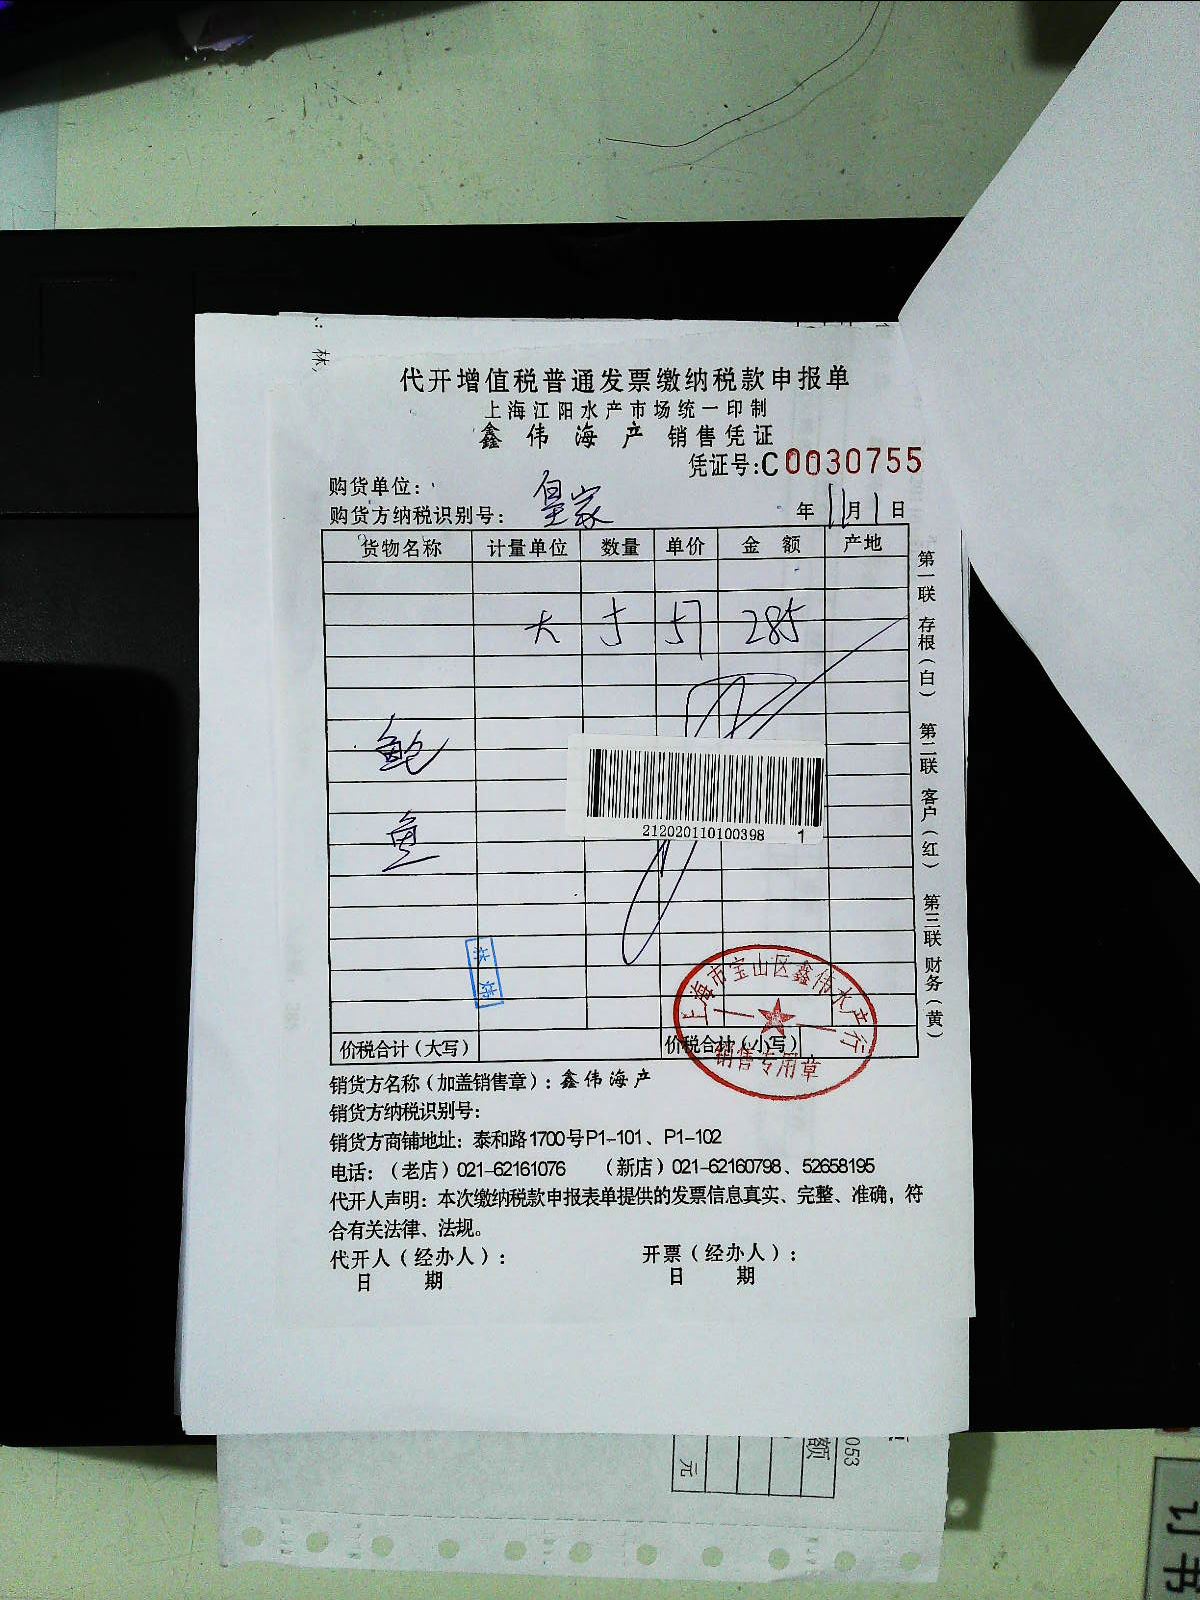 林,
代开增值税普通发票缴纳税款申报单
上海江阳水产市场统一印制
鑫伟海产 销售凭证
凭证号:C0030755
购货单位:
购货方纳税识别号: 皇家 年 11月 1日
货物名称 计量单位 数量 单价 金额 产地
大 5 57 285
鲍
鱼
212020110100398 1
上海市宝山区鑫伟水产行
销售专用章
价税合计(大写) 价税合计(小写)
第一联 存根(白) 第二联 客户(红) 第三联 财务(黄)
销货方名称(加盖销售章):鑫伟海产
销货方纳税识别号:
销货方商铺地址:泰和路1700号P1-101、P1-102
电话:(老店)021-62161076 (新店)021-62160798、52658195
代开人声明:本次缴纳税款申报表单提供的发票信息真实、完整、准确,符
合有关法律、法规。
代开人(经办人): 开票(经办人):
日 期 日 期
053
额
元
订书